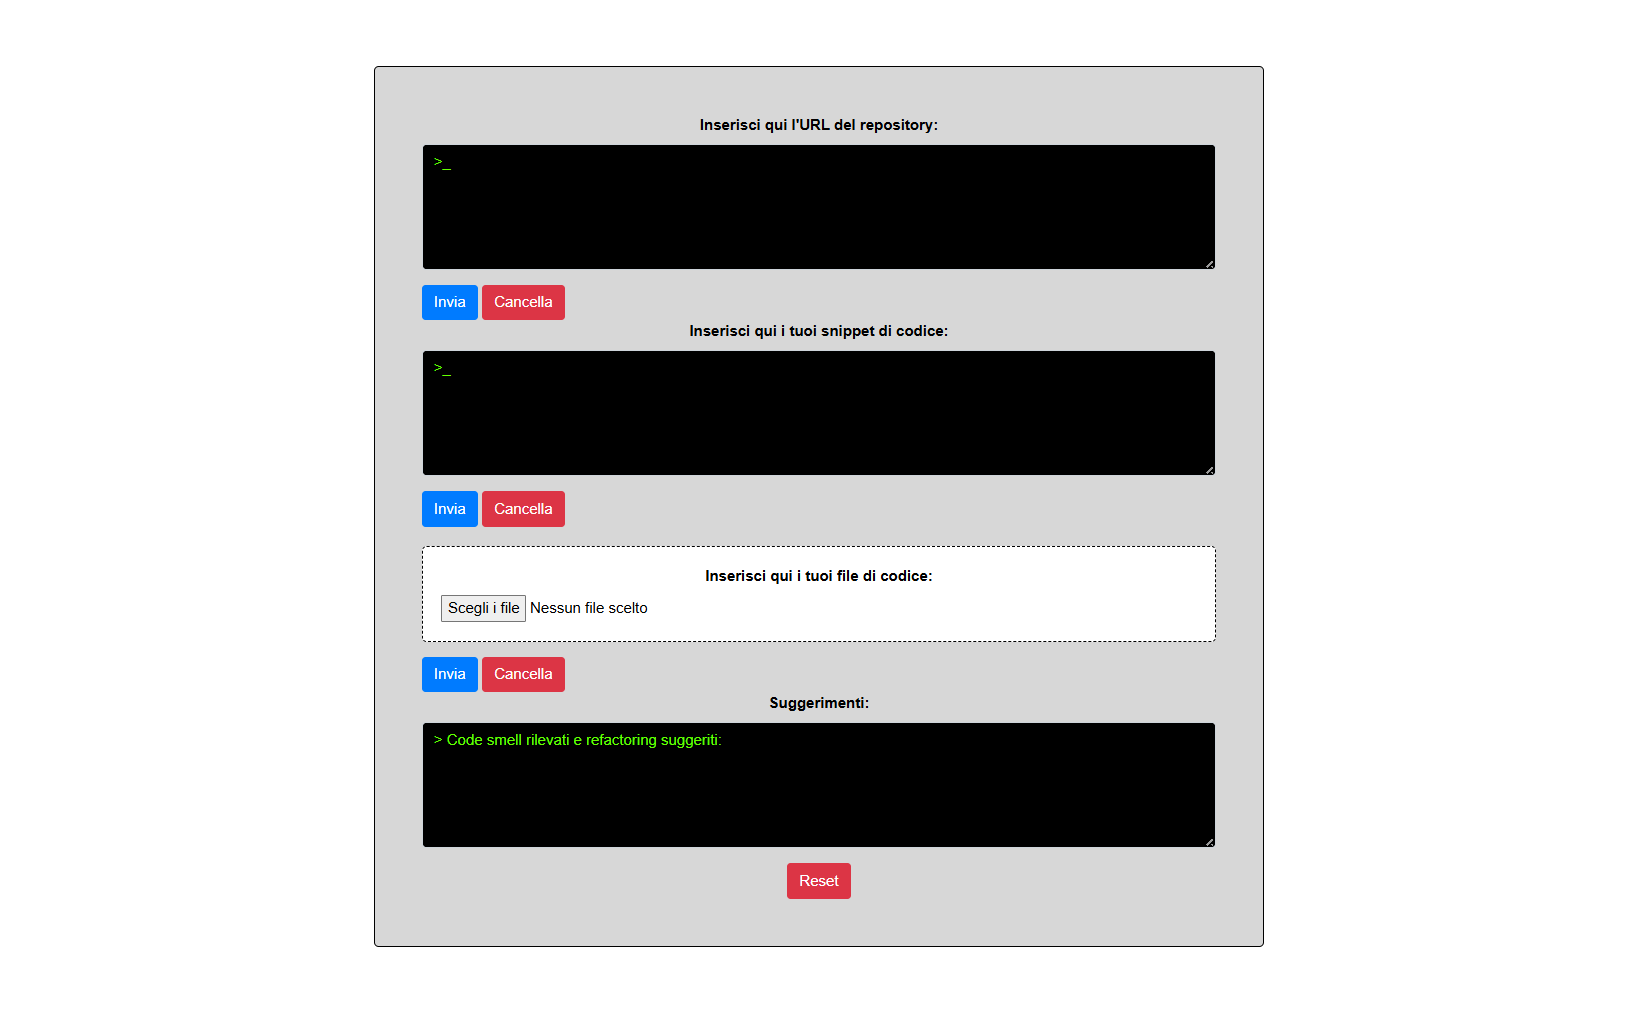 Inserisci qui l'URL del repository:
>_
Invia Cancella
Inserisci qui i tuoi snippet di codice:
>_
Invia Cancella
Inserisci qui i tuoi file di codice:
Scegli i file Nessun file scelto
Invia Cancella
Suggerimenti:
> Code smell rilevati e refactoring suggeriti:
Reset